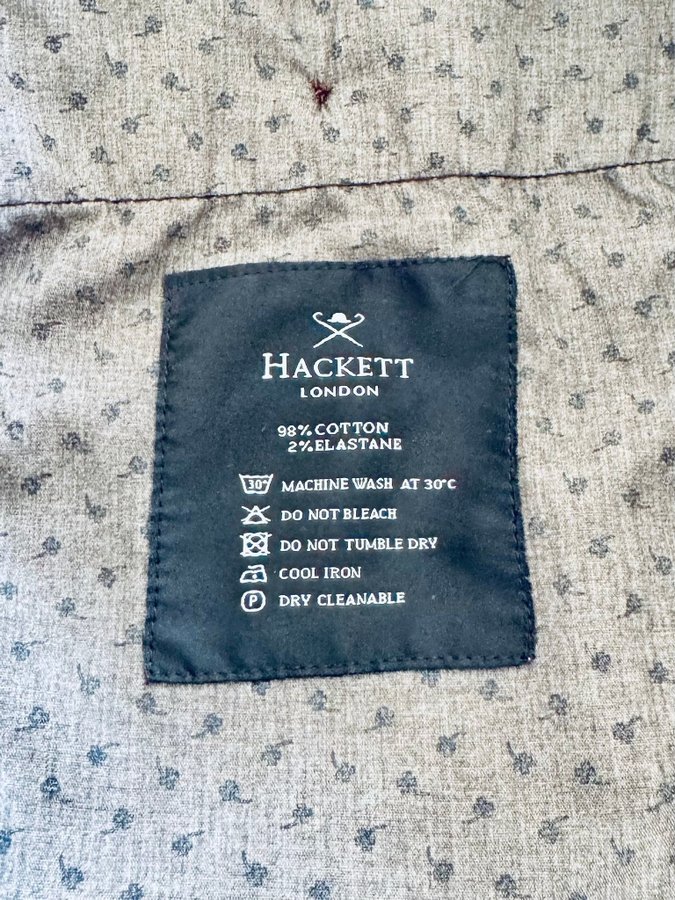 HACKETT
LONDON
98% COTTON
2% ELASTANE
30° MACHINE WASH AT 30°C
DO NOT BLEACH
DO NOT TUMBLE DRY
COOL IRON
P DRY CLEANABLE